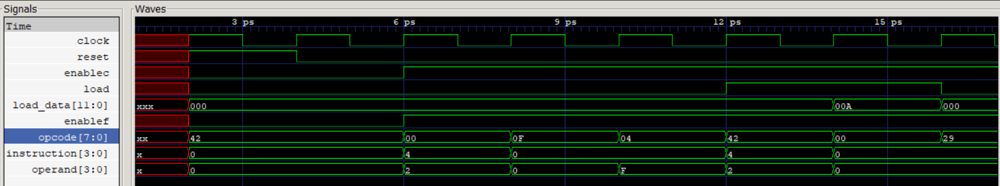 Signals Waves
Time 3 ps 6 ps 9 ps 12 ps 15 ps
clock
reset
enablec
load
load_data[11:0] xxx 000 00A 000
enablef
opcode[7:0] xx 42 00 0F 04 42 00 29
instruction[3:0] x 0 4 0 4 0
operand[3:0] x 0 2 0 F 2 0